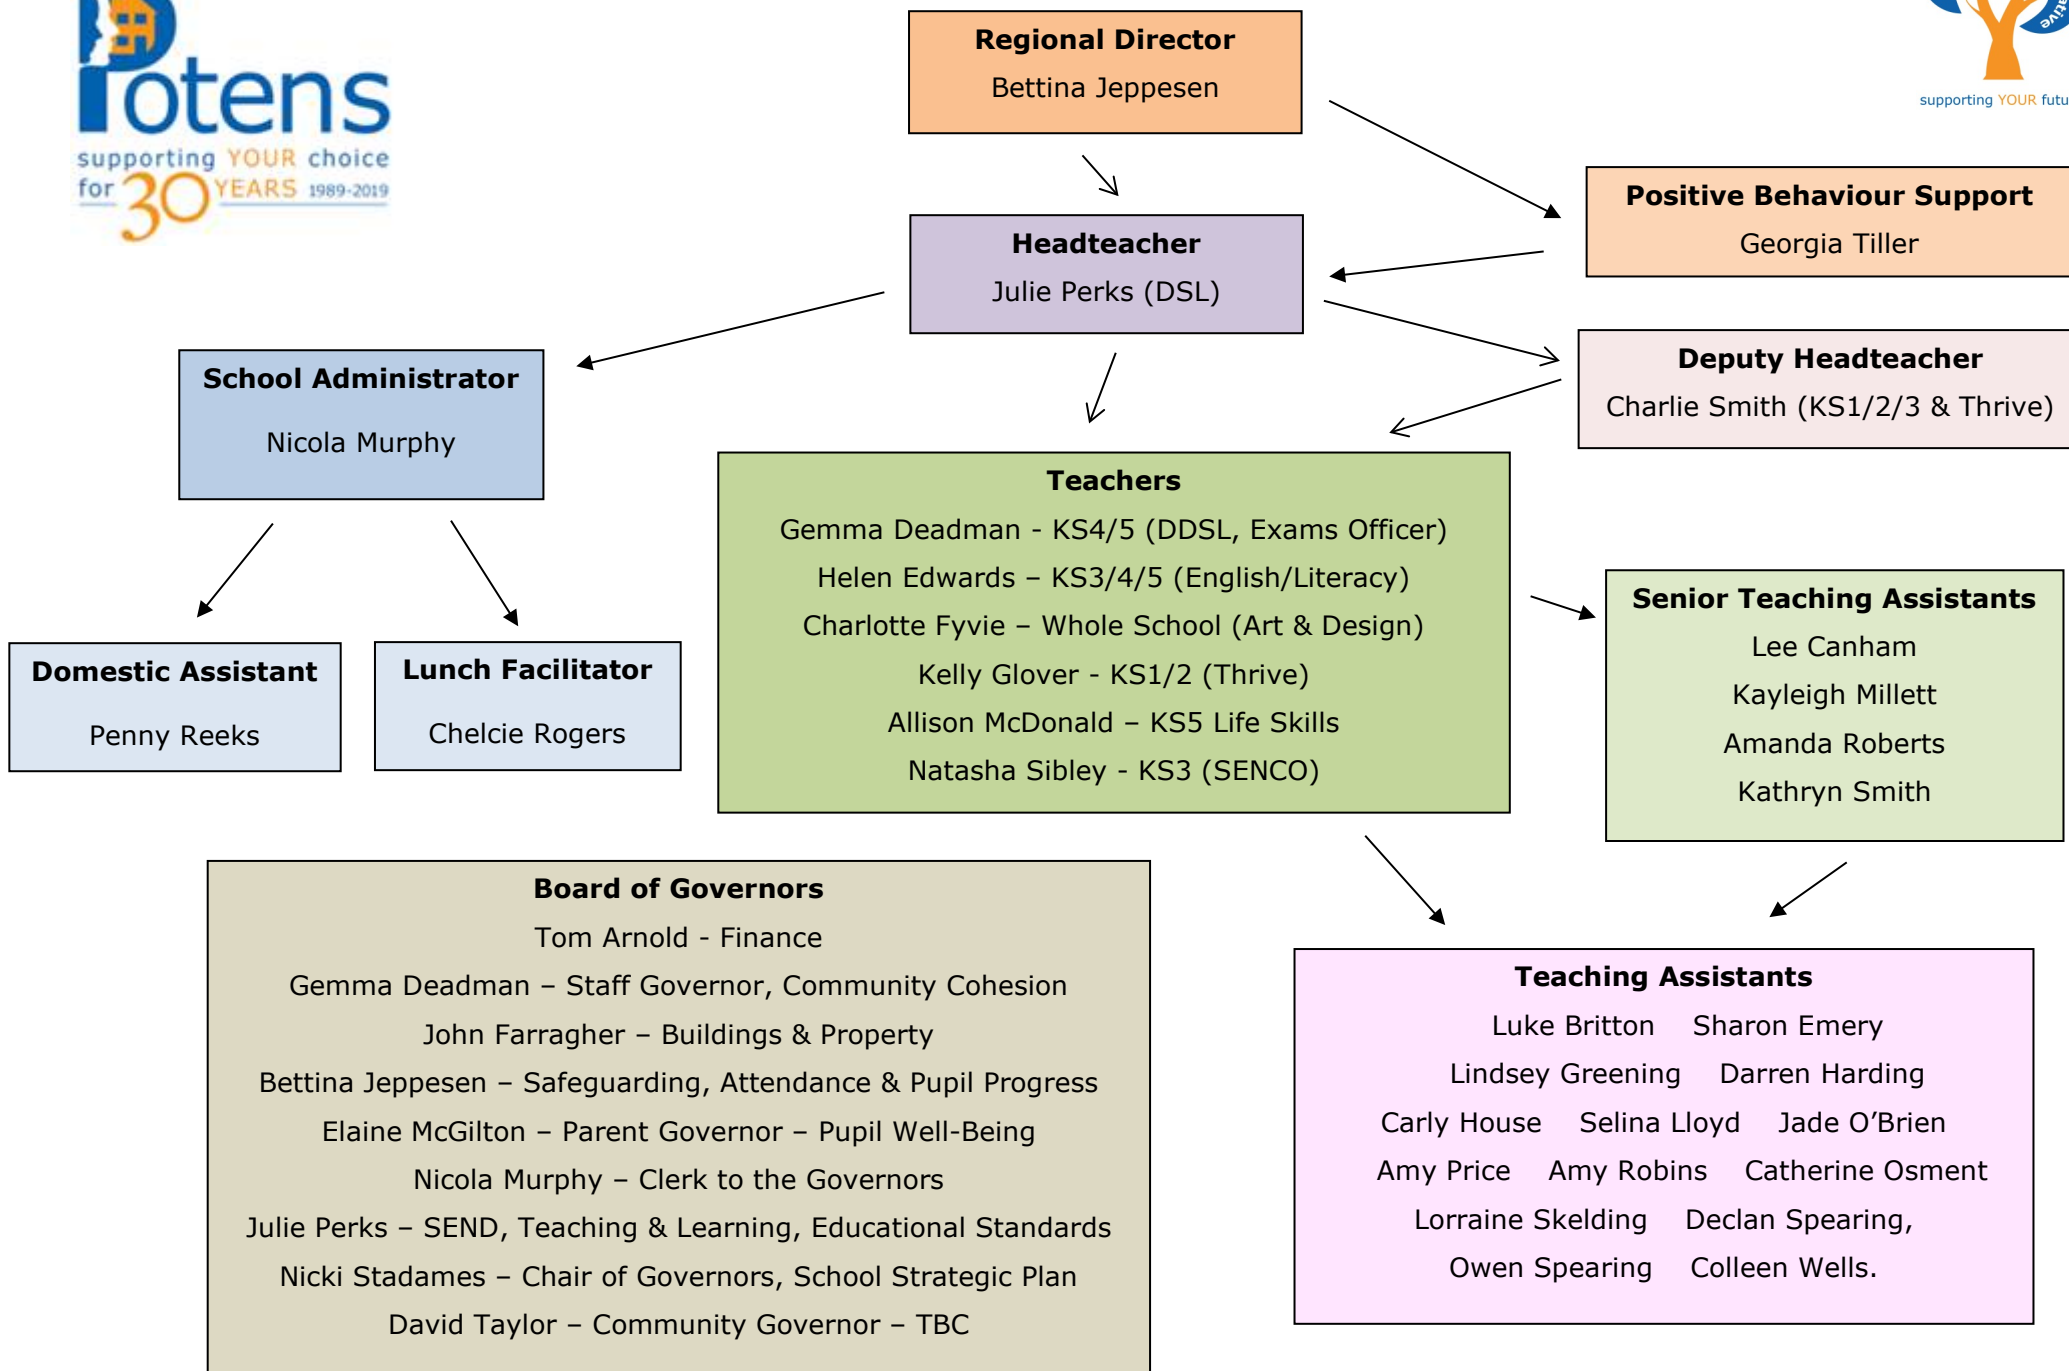 Potens
supporting YOUR choice
for 30 YEARS 1989-2019
Regional Director
Bettina Jeppesen
ative
supporting YOUR futu
Positive Behaviour Support
Georgia Tiller
Headteacher
Julie Perks (DSL)
Deputy Headteacher
Charlie Smith (KS1/2/3 & Thrive)
School Administrator
Nicola Murphy
Teachers
Gemma Deadman - KS4/5 (DDSL, Exams Officer)
Helen Edwards – KS3/4/5 (English/Literacy)
Charlotte Fyvie – Whole School (Art & Design)
Kelly Glover - KS1/2 (Thrive)
Allison McDonald – KS5 Life Skills
Natasha Sibley - KS3 (SENCO)
Senior Teaching Assistants
Lee Canham
Kayleigh Millett
Amanda Roberts
Kathryn Smith
Domestic Assistant
Penny Reeks
Lunch Facilitator
Chelcie Rogers
Board of Governors
Tom Arnold - Finance
Gemma Deadman – Staff Governor, Community Cohesion
John Farragher – Buildings & Property
Bettina Jeppesen – Safeguarding, Attendance & Pupil Progress
Elaine McGilton – Parent Governor – Pupil Well-Being
Nicola Murphy – Clerk to the Governors
Julie Perks – SEND, Teaching & Learning, Educational Standards
Nicki Stadames – Chair of Governors, School Strategic Plan
David Taylor – Community Governor – TBC
Teaching Assistants
Luke Britton Sharon Emery
Lindsey Greening Darren Harding
Carly House Selina Lloyd Jade O’Brien
Amy Price Amy Robins Catherine Osment
Lorraine Skelding Declan Spearing,
Owen Spearing Colleen Wells.